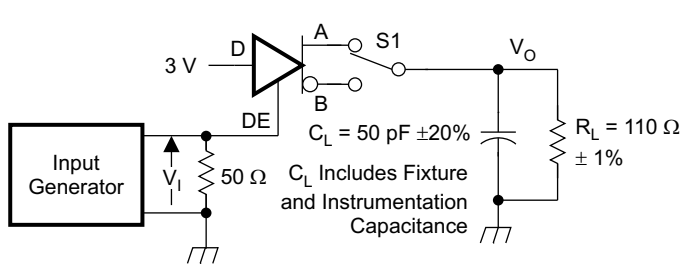 A
S1
D
3 V
V_O
B
DE
C_L = 50 pF ±20%
R_L = 110 Ω
± 1%
Input
Generator
V_I
50 Ω
C_L Includes Fixture
and Instrumentation
Capacitance